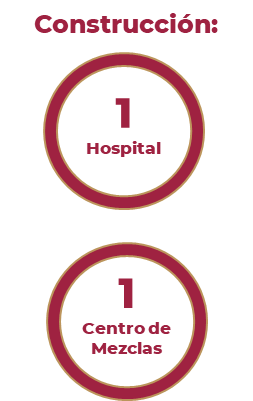 Construcción:
1
Hospital
1
Centro de
Mezclas